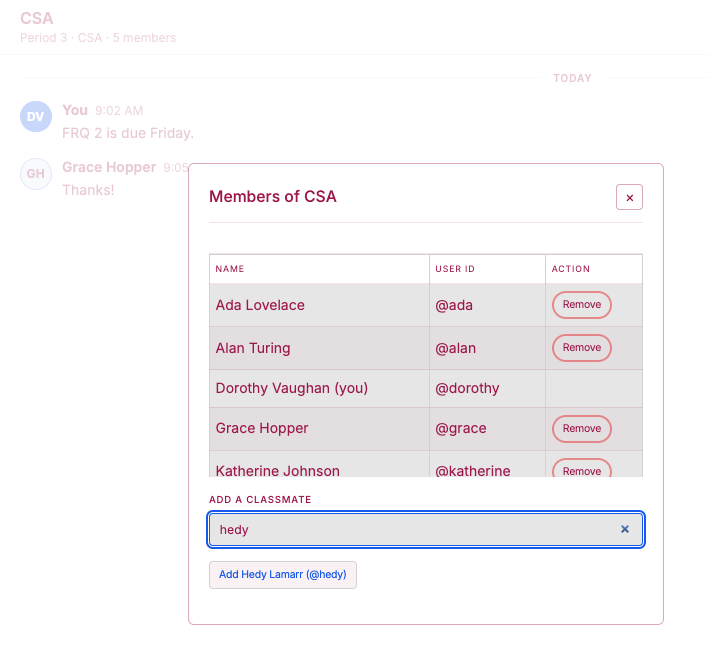 CSA
Period 3 · CSA · 5 members
TODAY
DV
You 9:02 AM
FRQ 2 is due Friday.
GH
Grace Hopper 9:05
Thanks!
Members of CSA
×
NAME USER ID ACTION
Ada Lovelace @ada Remove
Alan Turing @alan Remove
Dorothy Vaughan (you) @dorothy
Grace Hopper @grace Remove
Katherine Johnson @katherine Remove
ADD A CLASSMATE
hedy ×
Add Hedy Lamarr (@hedy)